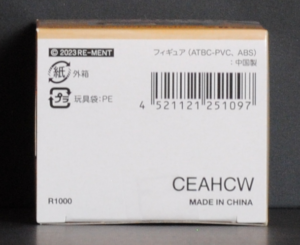 © 2023 RE-MENT
フィギュア (ATBC-PVC、ABS)
: 中国製
紙 外箱
プラ 玩具袋:PE
4 521121 251097
CEAHCW
R1000
MADE IN CHINA